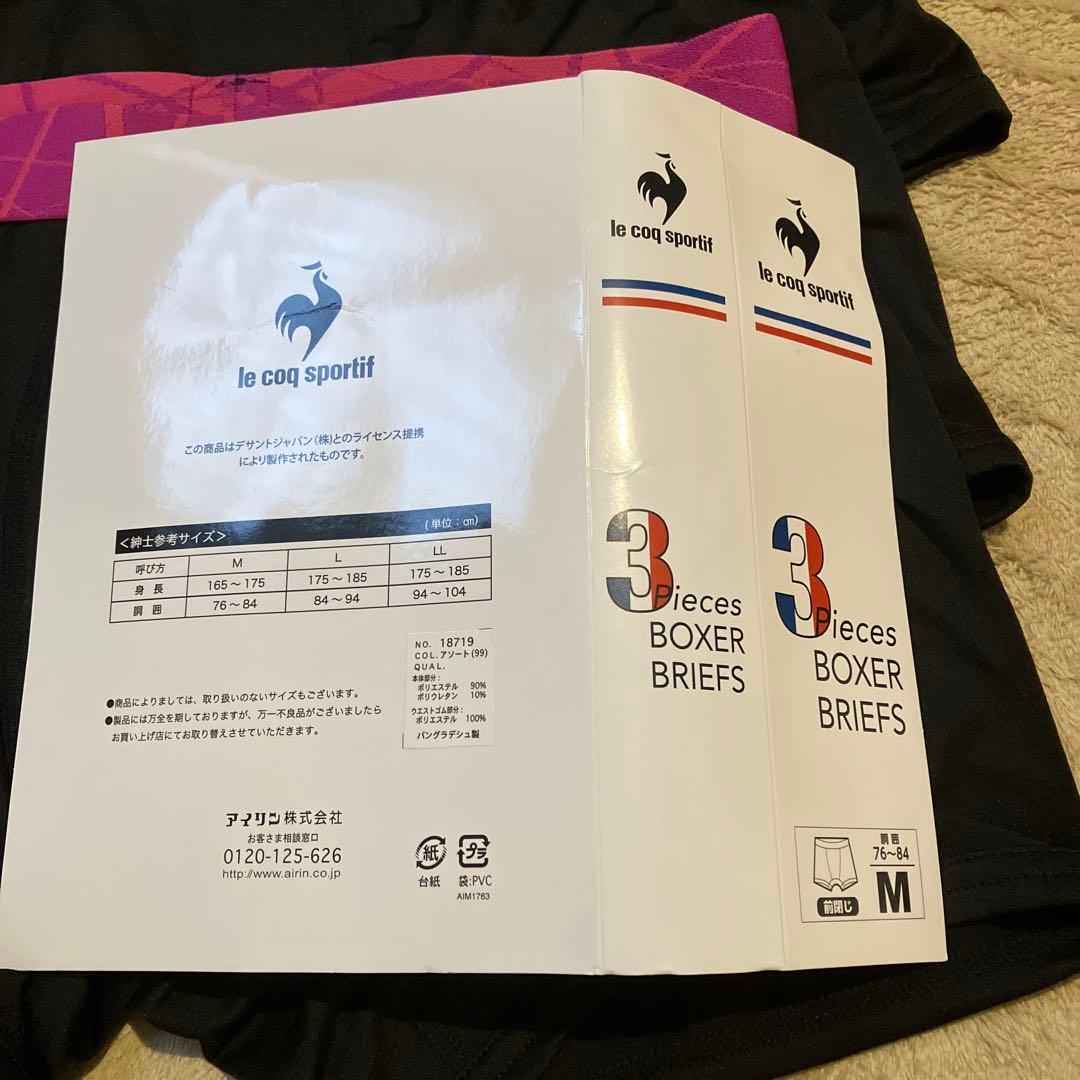 le coq sportif
この商品はデサントジャパン(株)とのライセンス提携
により製作されたものです。
<紳士参考サイズ> (単位:cm)
呼び方 M L LL
身長 165~175 175~185 175~185
胴囲 76~84 84~94 94~104
NO. 18719
COL.アソート(99)
QUAL.
本体部分:
ポリエステル 90%
ポリウレタン 10%
ウエストゴム部分:
ポリエステル 100%
バングラデシュ製
●商品によりましては、取り扱いのないサイズもございます。
●製品には万全を期しておりますが、万一不良品がございましたら
お買い上げ店にてお取り替えさせていただきます。
アイリン株式会社
お客さま相談窓口
0120-125-626
http://www.airin.co.jp
紙 プラ
台紙 袋:PVC
AIM1763
le coq sportif
3
Pieces
BOXER
BRIEFS
le coq sportif
3
Pieces
BOXER
BRIEFS
前閉じ
胴囲
76~84
M